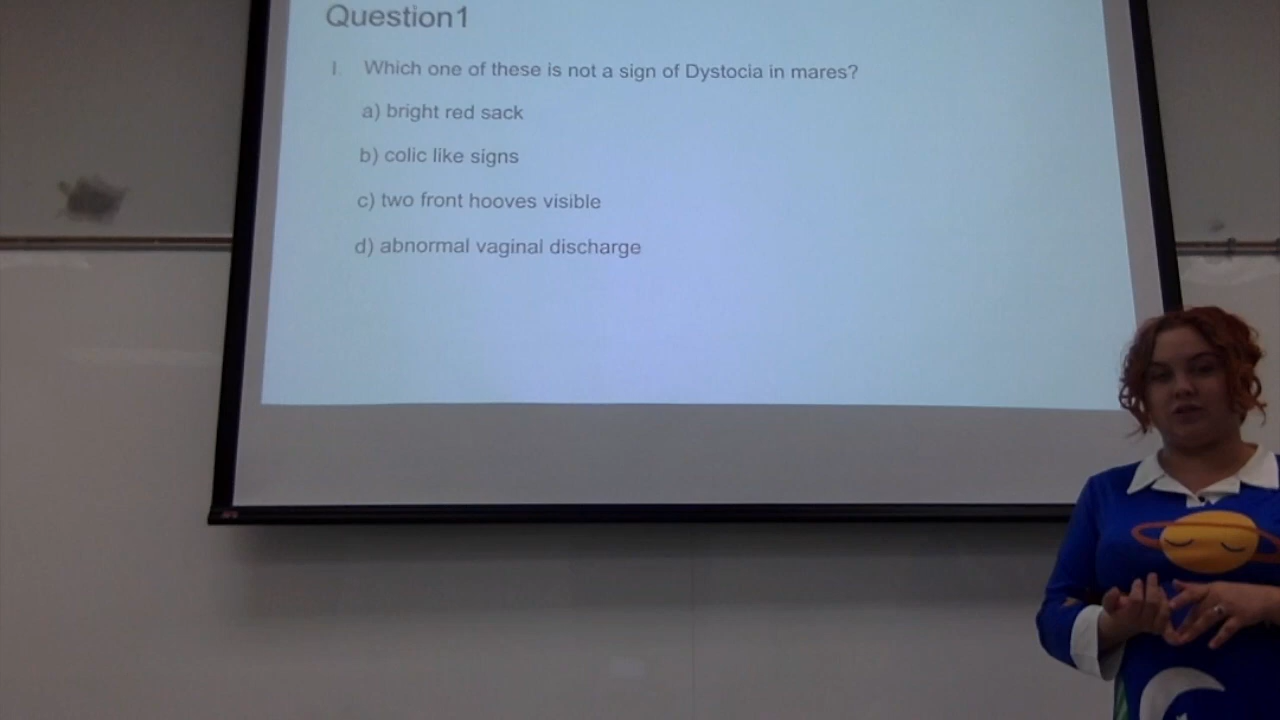 Question1
I. Which one of these is not a sign of Dystocia in mares?
a) bright red sack
b) colic like signs
c) two front hooves visible
d) abnormal vaginal discharge